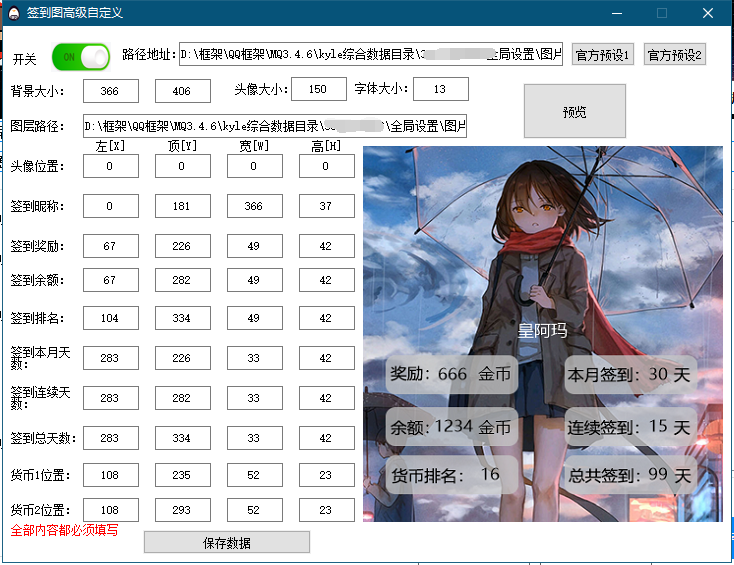 签到图高级自定义
开关 ON 路径地址: D:\框架\QQ框架\MQ3.4.6\kyle综合数据目录\3 全局设置\图片 官方预设1 官方预设2
背景大小: 366 406 头像大小: 150 字体大小: 13 预览
图层路径: D:\框架\QQ框架\MQ3.4.6\kyle综合数据目录\ \全局设置\图片
左[X] 顶[Y] 宽[W] 高[H]
头像位置: 0 0 0 0
签到昵称: 0 181 366 37
签到奖励: 67 226 49 42
签到余额: 67 282 49 42
签到排名: 104 334 49 42
签到本月天
数: 283 226 33 42
签到连续天
数: 283 282 33 42
签到总天数: 283 334 33 42
货币1位置: 108 235 52 23
货币2位置: 108 293 52 23
全部内容都必须填写
保存数据
皇阿玛
奖励: 666 金币 本月签到: 30 天
余额: 1234 金币 连续签到: 15 天
货币排名: 16 总共签到: 99 天